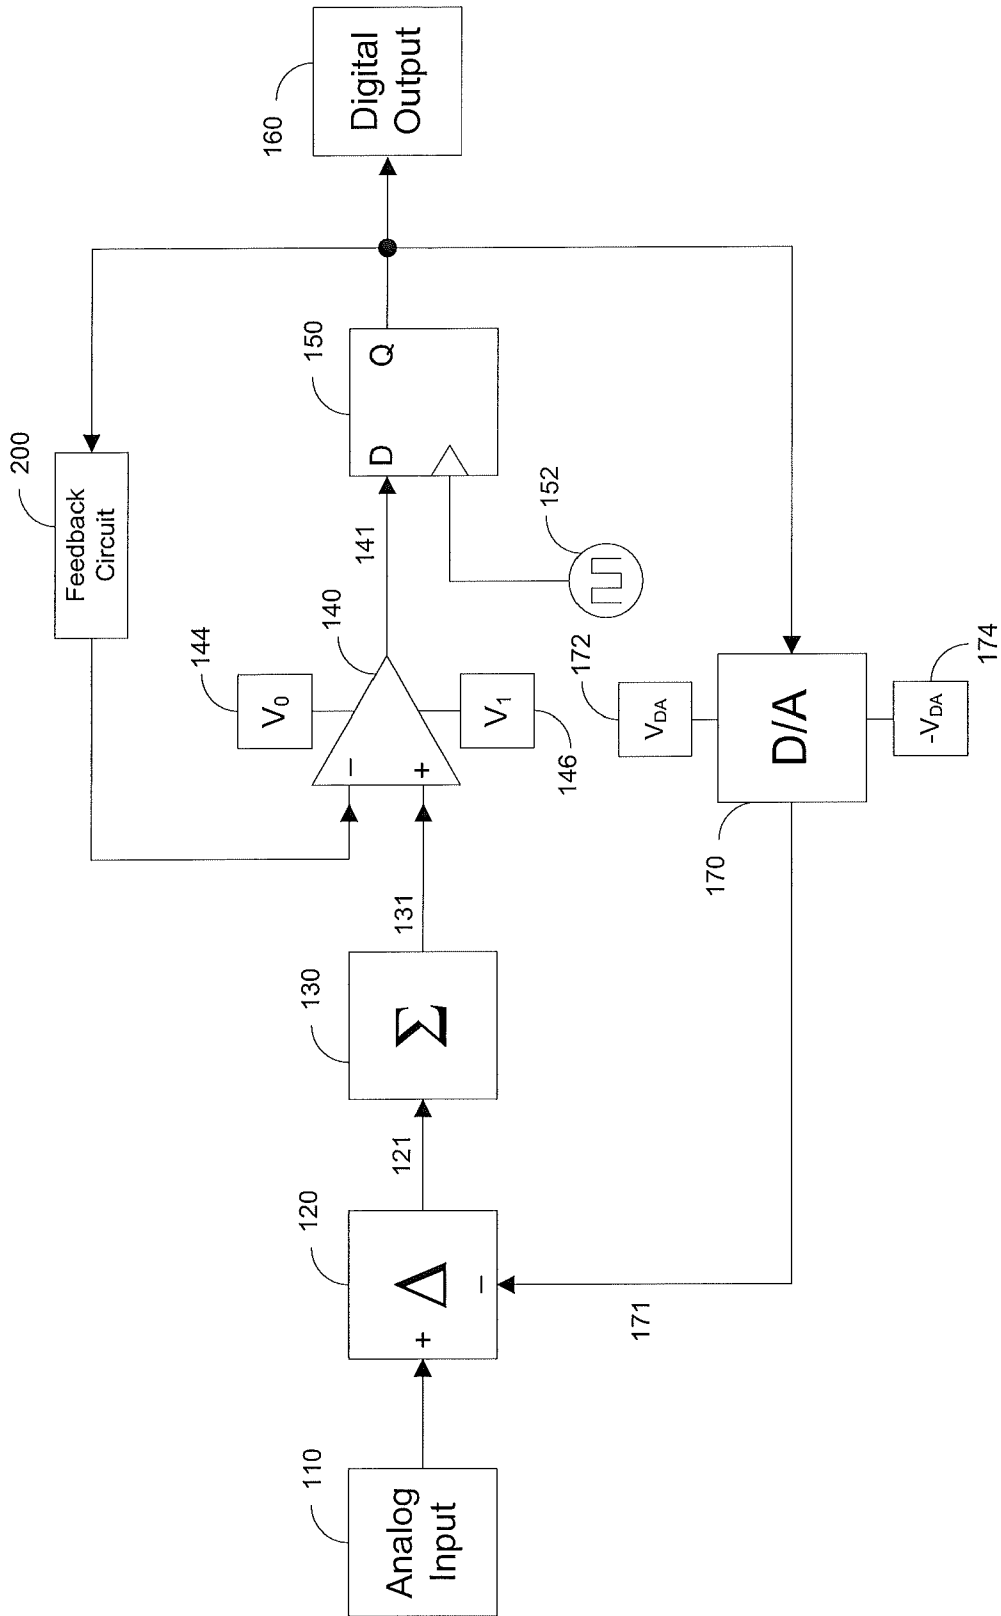 110
Analog
Input
120
+
Δ
−
121
130
Σ
131
171
200
Feedback
Circuit
144
V0
140
−
+
V1
146
141
150
D
Q
152
172
VDA
170
D/A
-VDA
174
160
Digital
Output